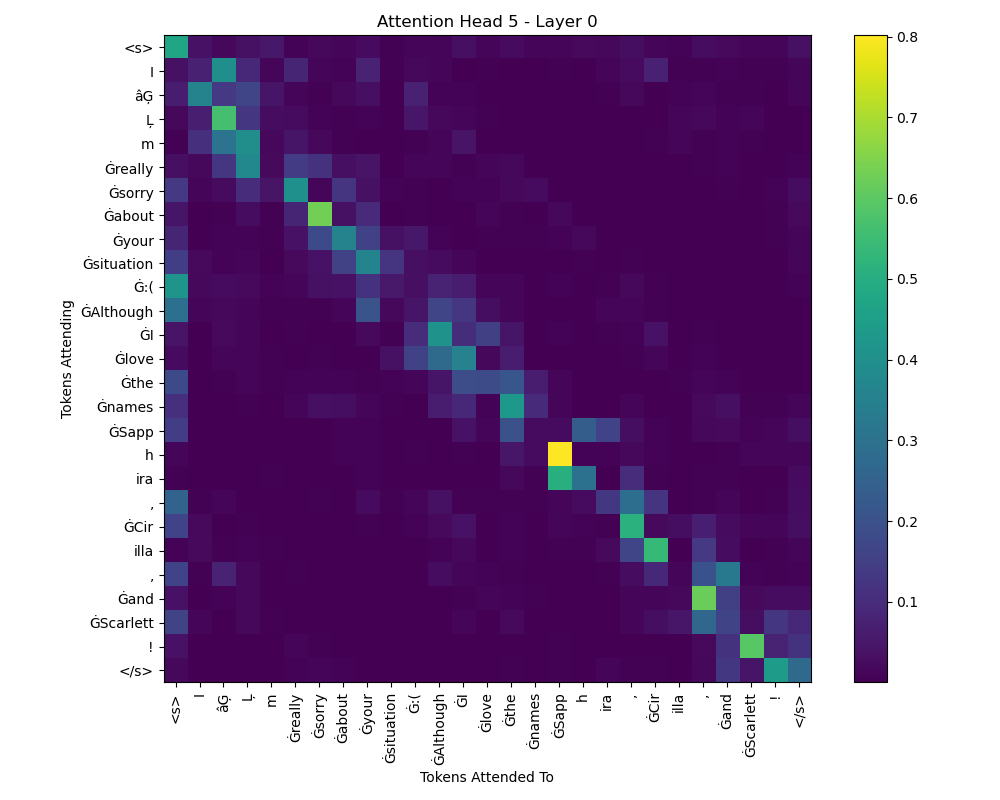 Attention Head 5 - Layer 0
Tokens Attending
<s>
I
âĢ
Ļ
m
Ġreally
Ġsorry
Ġabout
Ġyour
Ġsituation
Ġ:(
ĠAlthough
ĠI
Ġlove
Ġthe
Ġnames
ĠSapp
h
ira
,
ĠCir
illa
,
Ġand
ĠScarlett
!
</s>
<s>
I
âĢ
Ļ
m
Ġreally
Ġsorry
Ġabout
Ġyour
Ġsituation
Ġ:(
ĠAlthough
ĠI
Ġlove
Ġthe
Ġnames
ĠSapp
h
ira
,
ĠCir
illa
,
Ġand
ĠScarlett
!
</s>
Tokens Attended To
0.8
0.7
0.6
0.5
0.4
0.3
0.2
0.1